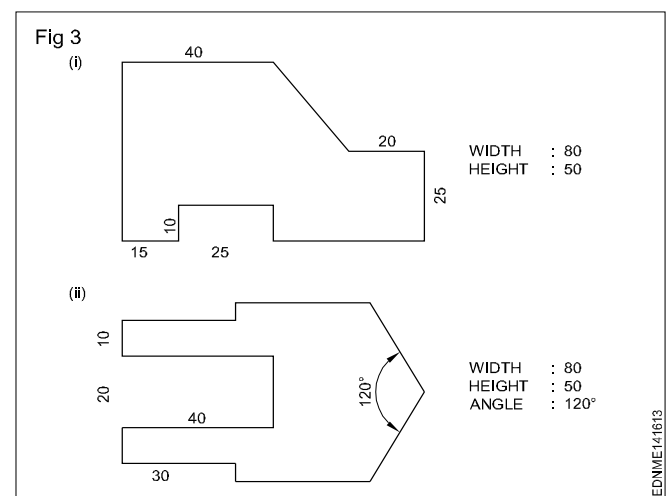 Fig 3
(i)
40
20
WIDTH : 80
HEIGHT : 50
25
10
15
25
(ii)
10
20
120°
WIDTH : 80
HEIGHT : 50
ANGLE : 120°
40
30
EDNME141613